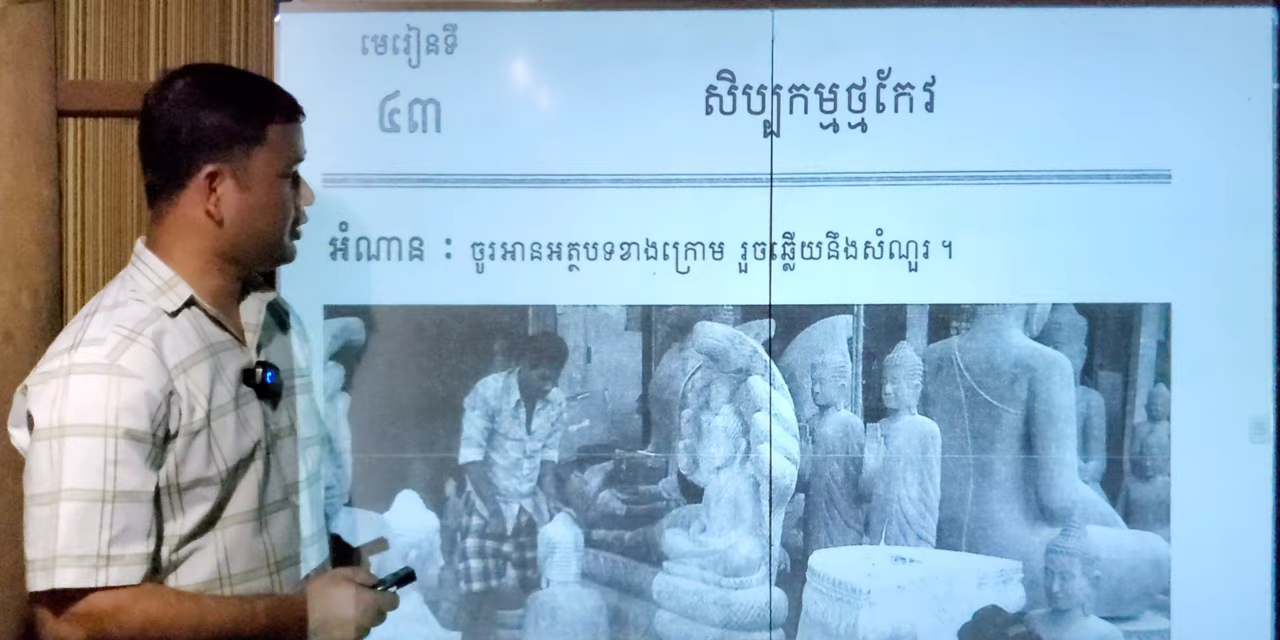 មេរៀនទី
៤៣
សិប្បកម្មថ្មកែវ
អំណាន ៖ ចូរអានអត្ថបទខាងក្រោម រួចឆ្លើយនឹងសំណួរ ។